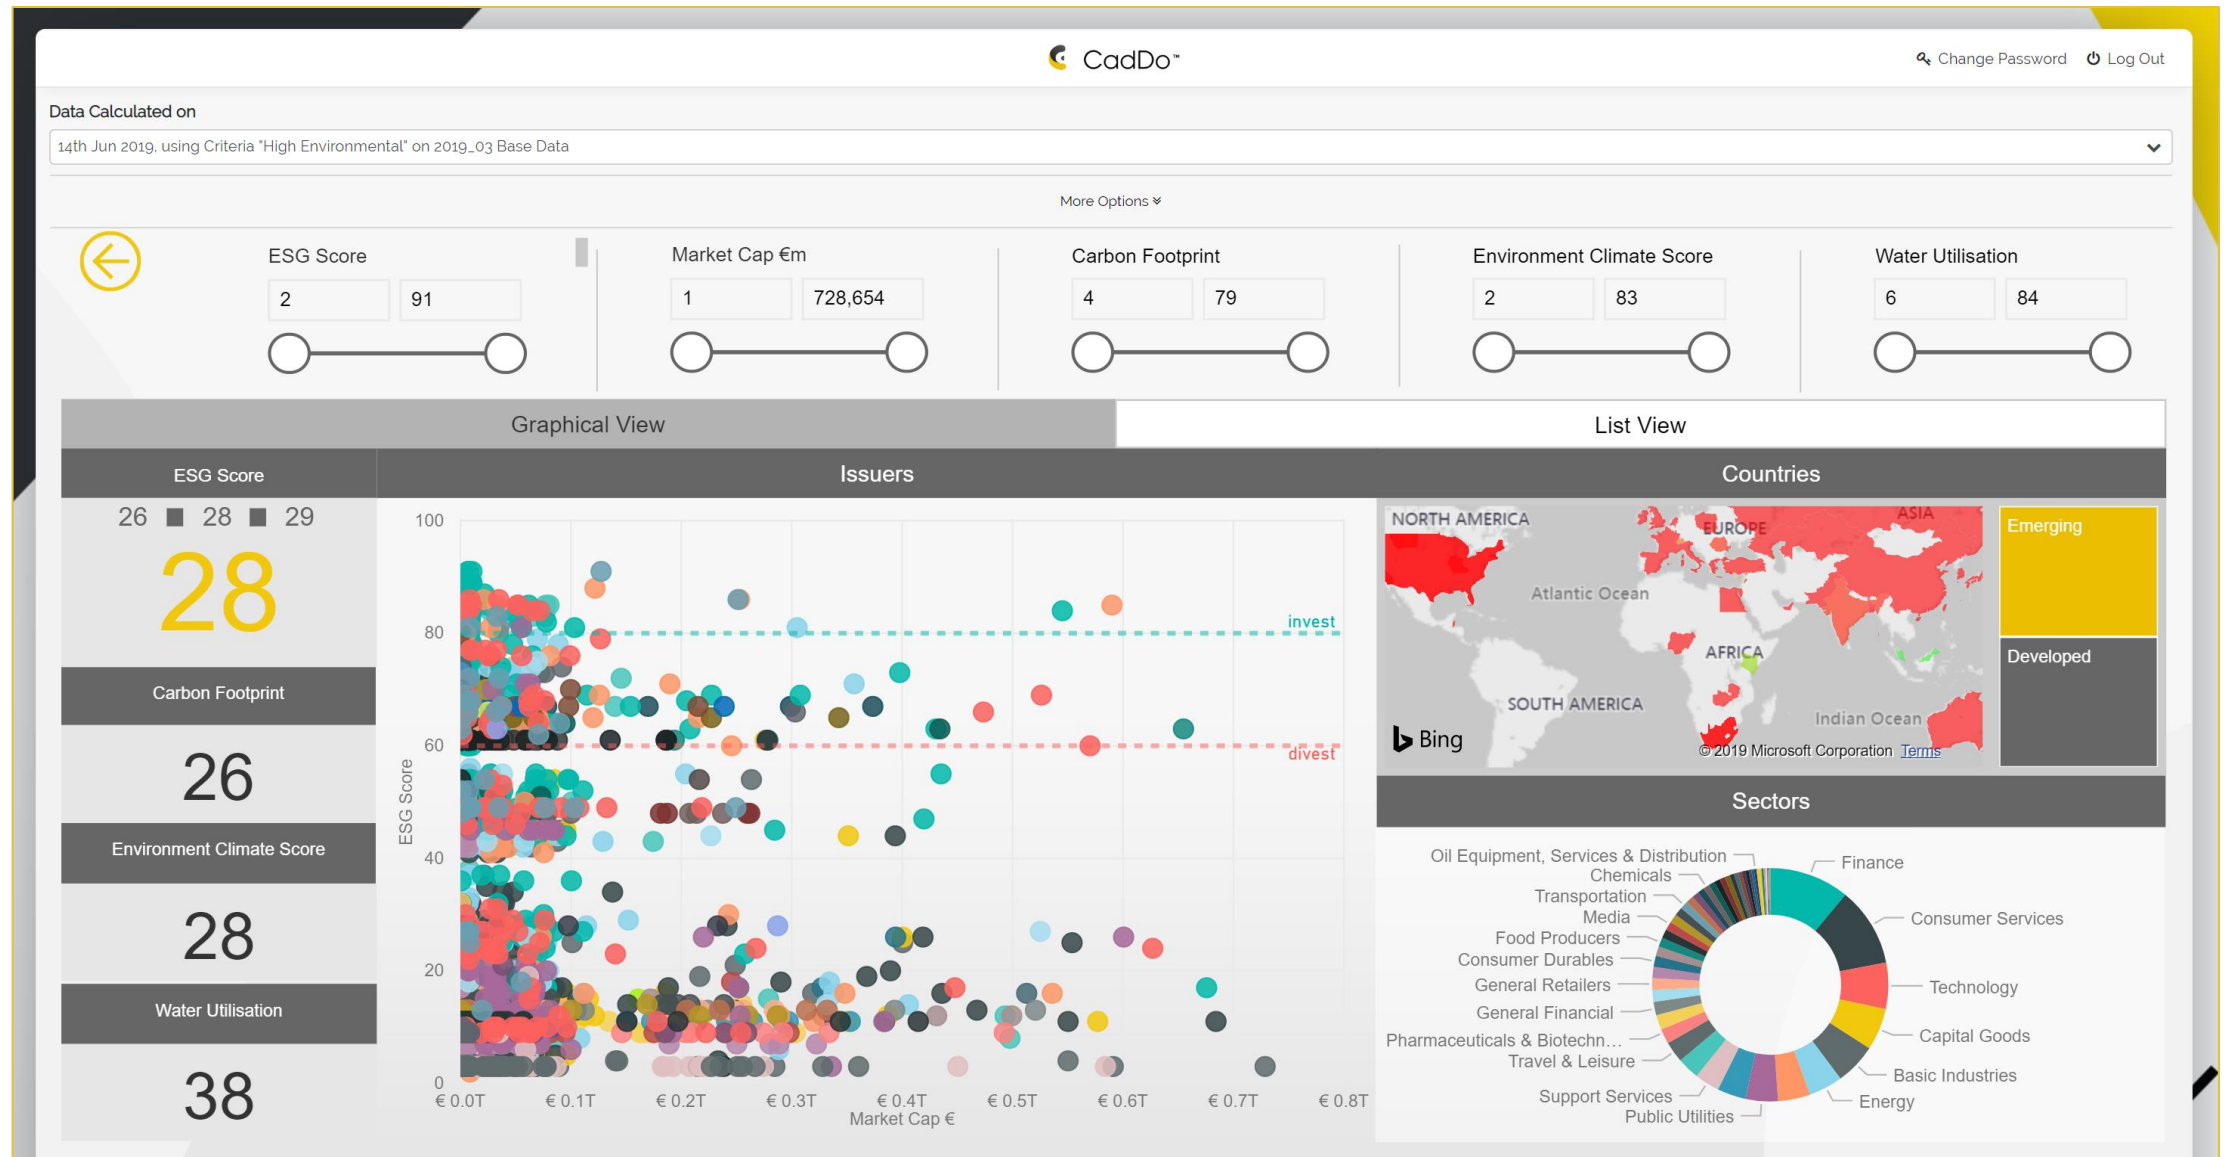 CadDo™
Change Password
Log Out
Data Calculated on
14th Jun 2019, using Criteria "High Environmental" on 2019_03 Base Data
More Options
ESG Score
2
91
Market Cap €m
1
728,654
Carbon Footprint
4
79
Environment Climate Score
2
83
Water Utilisation
6
84
Graphical View
List View
ESG Score
26 28 29
28
Carbon Footprint
26
Environment Climate Score
28
Water Utilisation
38
Issuers
ESG Score
100
80
60
40
20
0
invest
divest
€ 0.0T
€ 0.1T
€ 0.2T
€ 0.3T
€ 0.4T
€ 0.5T
€ 0.6T
€ 0.7T
€ 0.8T
Market Cap €
Countries
NORTH AMERICA
EUROPE
ASIA
Atlantic Ocean
AFRICA
SOUTH AMERICA
Indian Ocean
Bing
© 2019 Microsoft Corporation Terms
Emerging
Developed
Sectors
Oil Equipment, Services & Distribution
Chemicals
Transportation
Media
Food Producers
Consumer Durables
General Retailers
General Financial
Pharmaceuticals & Biotechn...
Travel & Leisure
Support Services
Public Utilities
Finance
Consumer Services
Technology
Capital Goods
Basic Industries
Energy